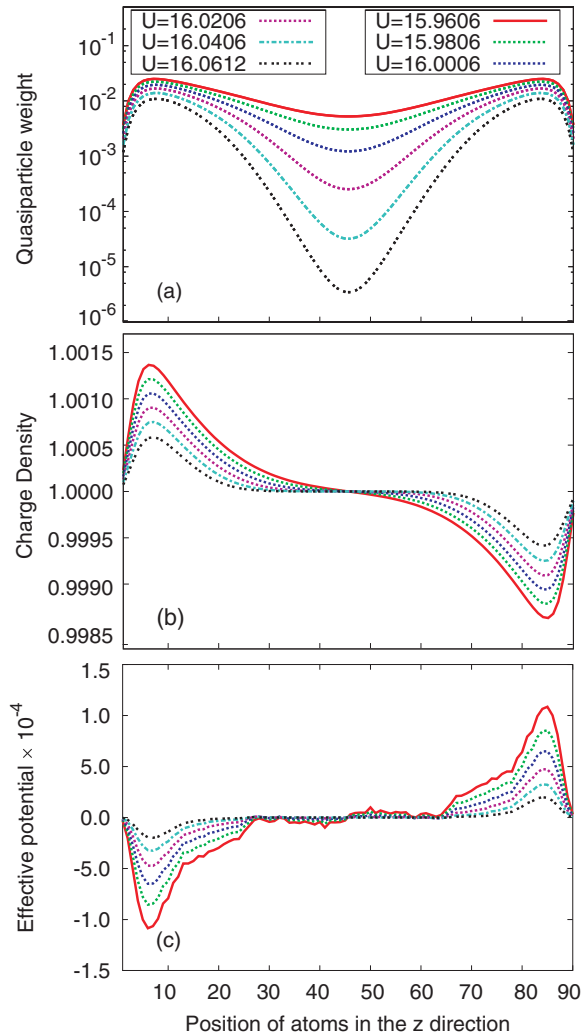 U=16.0206
U=16.0406
U=16.0612
U=15.9606
U=15.9806
U=16.0006
10-1
10-2
10-3
10-4
10-5
10-6
Quasiparticle weight
(a)
1.0015
1.0010
1.0005
1.0000
0.9995
0.9990
0.9985
Charge Density
(b)
1.5
1.0
5.0
0.0
-5.0
-1.0
-1.5
Effective potential × 10-4
(c)
10 20 30 40 50 60 70 80 90
Position of atoms in the z direction